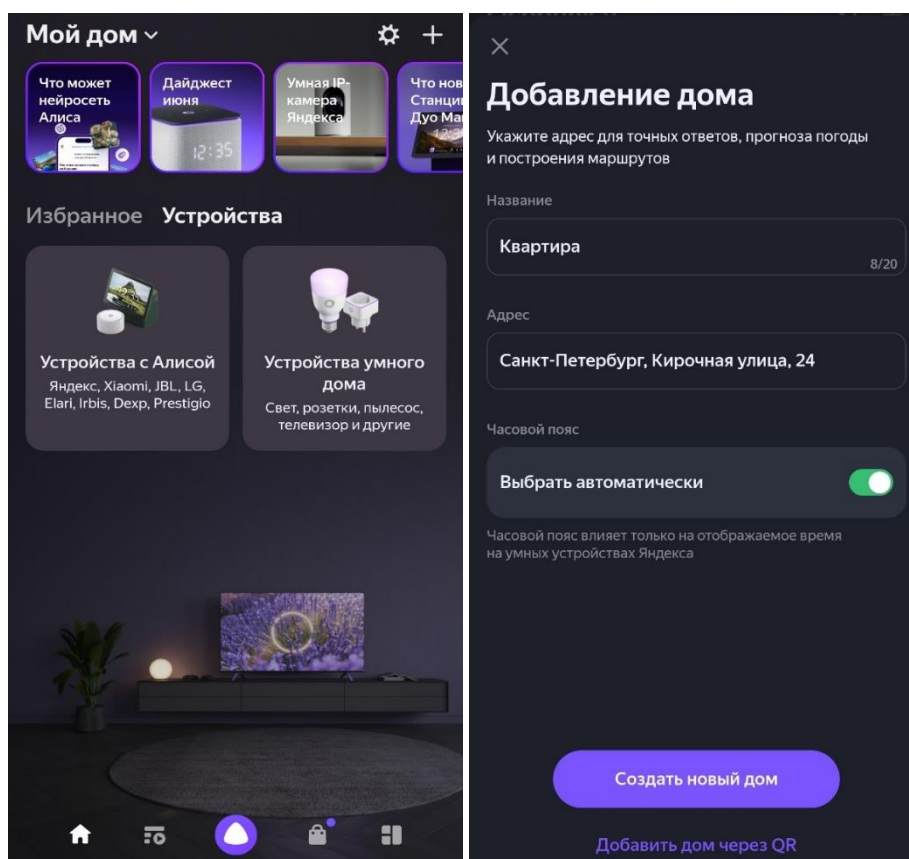 Мой дом
Что может
нейросеть
Алиса
Дайджест
июня
12:35
Умная IP-
камера
Яндекса
Что нов
Станци
Дуо Ма
Избранное Устройства
Устройства с Алисой
Яндекс, Xiaomi, JBL, LG,
Elari, Irbis, Dexp, Prestigio
Устройства умного
дома
Свет, розетки, пылесос,
телевизор и другие
Добавление дома
Укажите адрес для точных ответов, прогноза погоды
и построения маршрутов
Название
Квартира
8/20
Адрес
Санкт-Петербург, Кирочная улица, 24
Часовой пояс
Выбрать автоматически
Часовой пояс влияет только на отображаемое время
на умных устройствах Яндекса
Создать новый дом
Добавить дом через QR